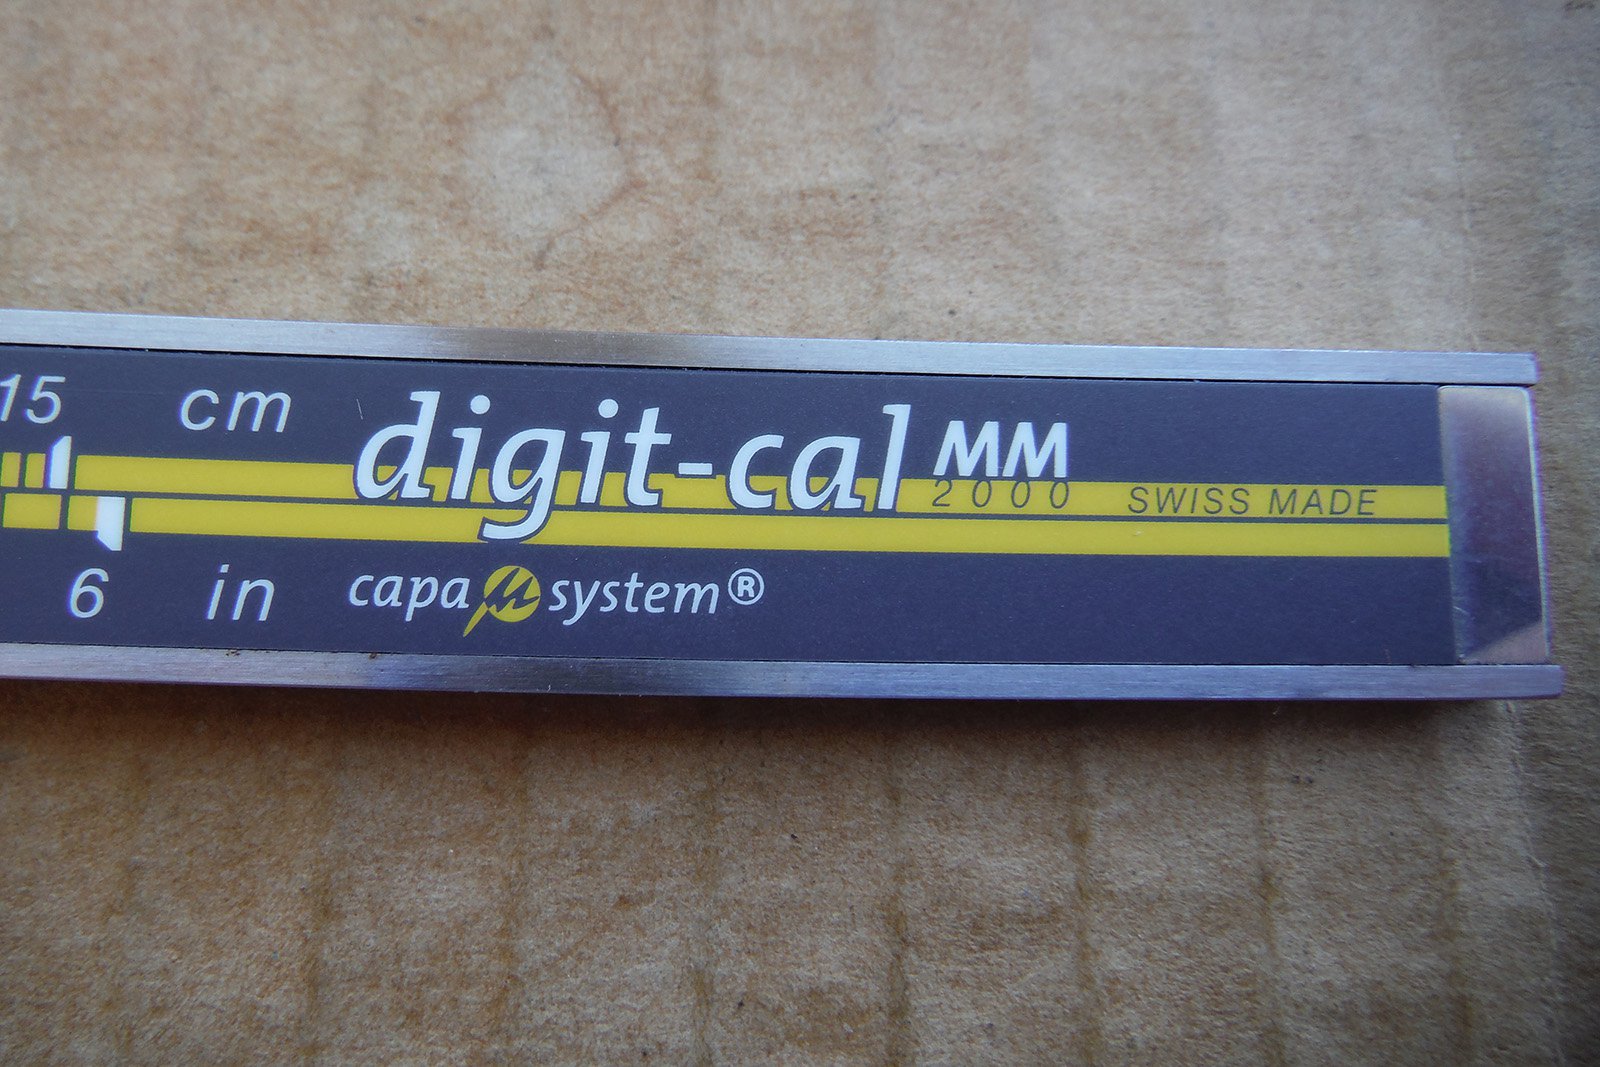 15 cm
digit-cal MM
2000 SWISS MADE
6 in
capa µ system®